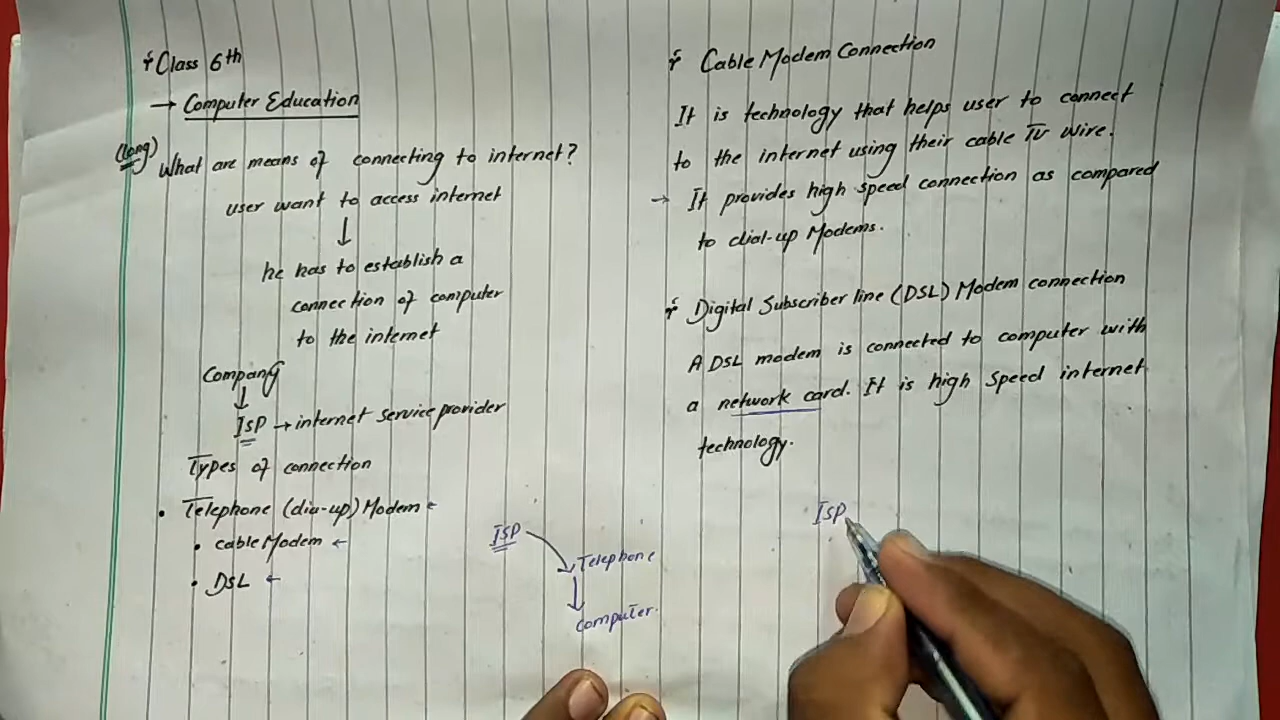 Class 6th
→ Computer Education
(long) What are means of connecting to internet?
user want to access internet
↓
he has to establish a
connection of computer
to the internet
Company
↓
ISP → internet service provider
Types of connection
• Telephone (dia-up) Modem ←
• cable Modem ←
• DSL ←
ISP
Telephone
↓
Computer.
Cable Modem Connection
It is technology that helps user to connect
to the internet using their cable TV wire.
→ It provides high speed connection as compared
to dial-up Modems.
Digital Subscriber line (DSL) Modem connection
A DSL modem is connected to computer with
a network card. It is high speed internet
technology.
ISP